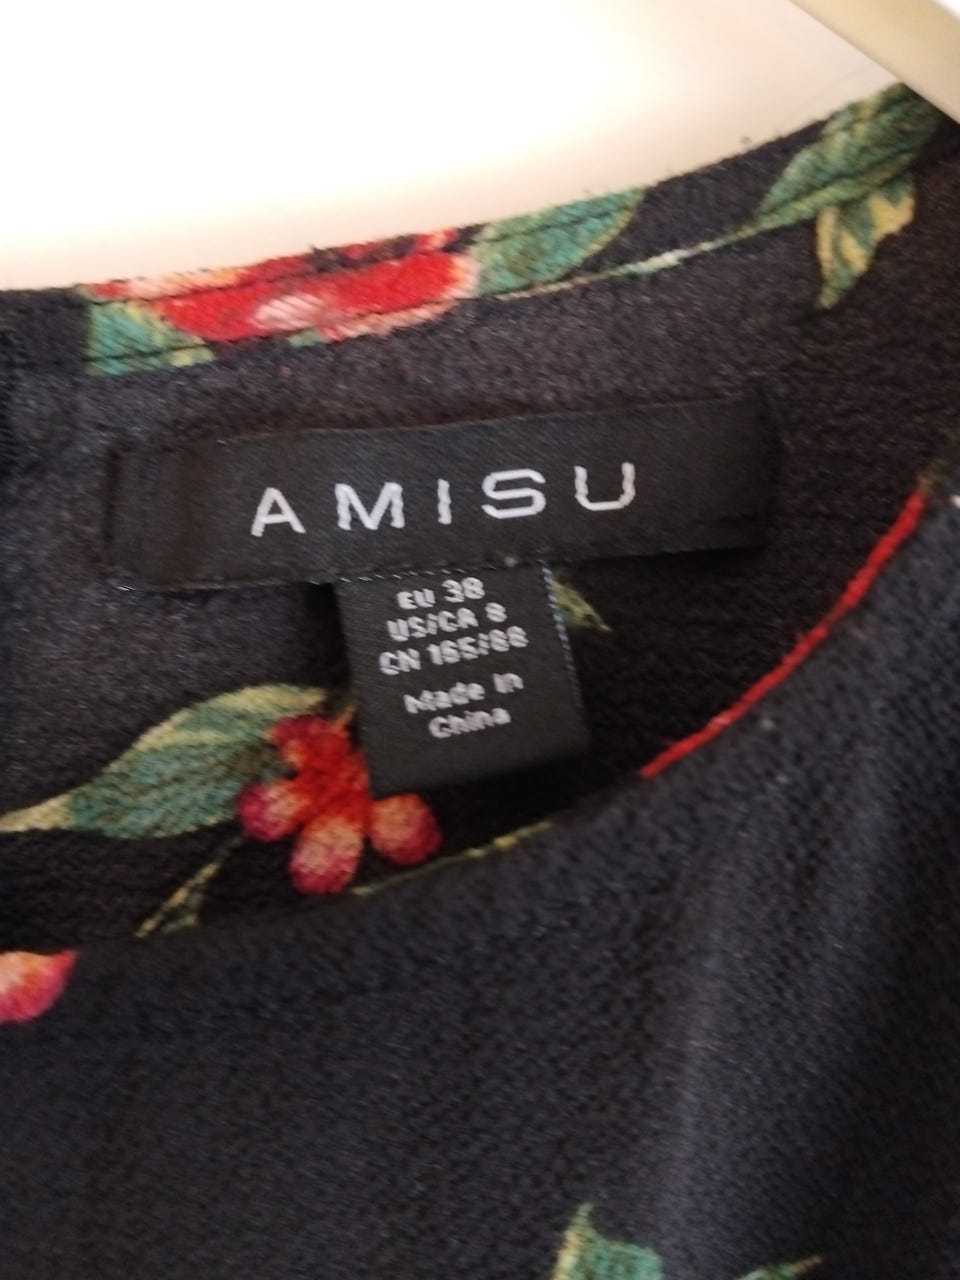 AMISU
EU 38
US/CA 8
CN 165/88
Made in
China